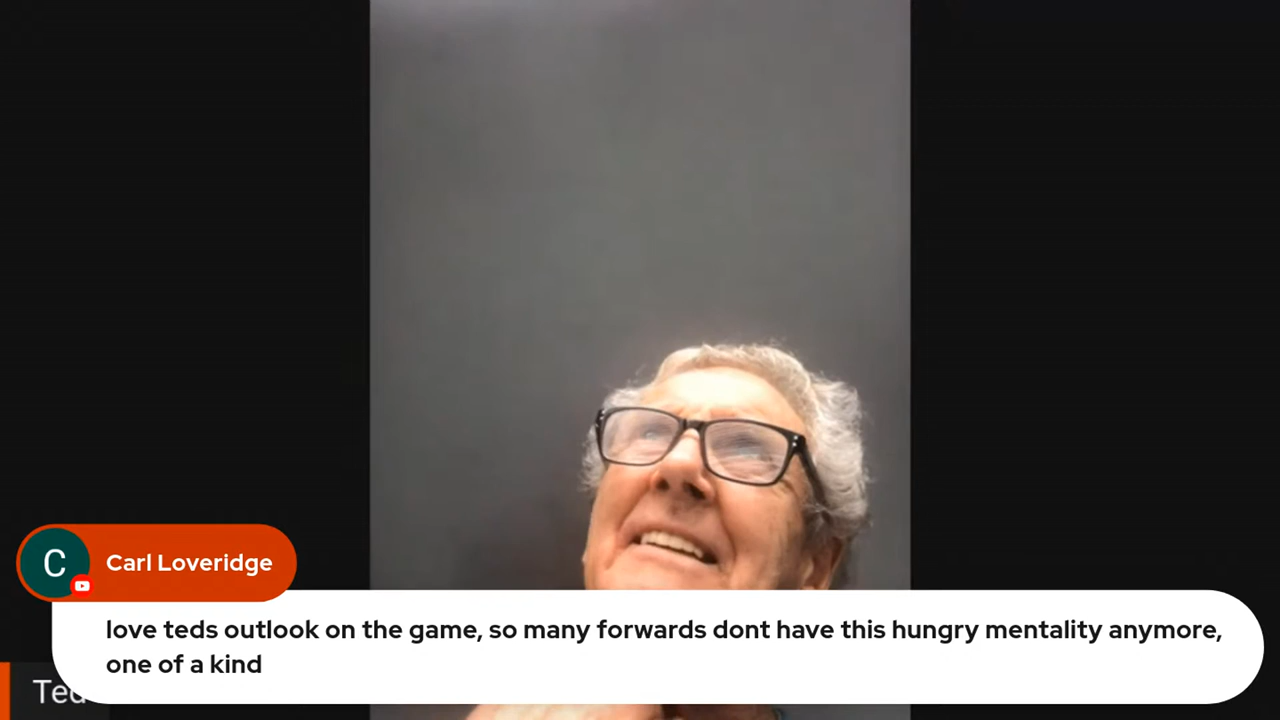 C
Carl Loveridge
love teds outlook on the game, so many forwards dont have this hungry mentality anymore,
one of a kind
Ted